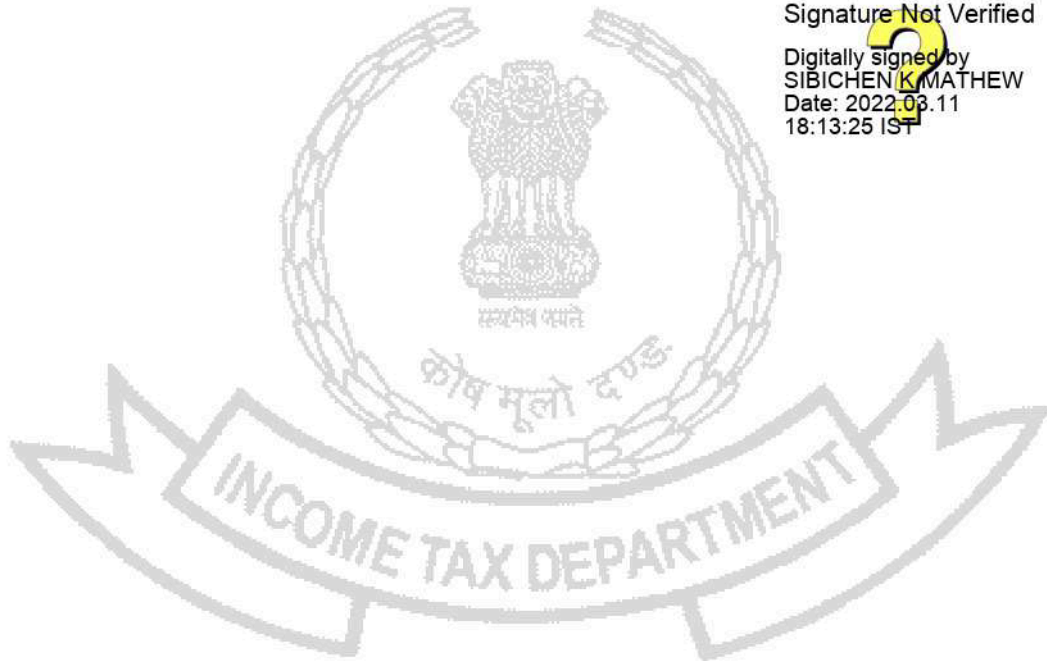 Signature Not Verified
Digitally signed by
SIBICHEN K MATHEW
Date: 2022.03.11
18:13:25 IST
सत्यमेव जयते
कोष मूलो दण्डः
INCOME TAX DEPARTMENT